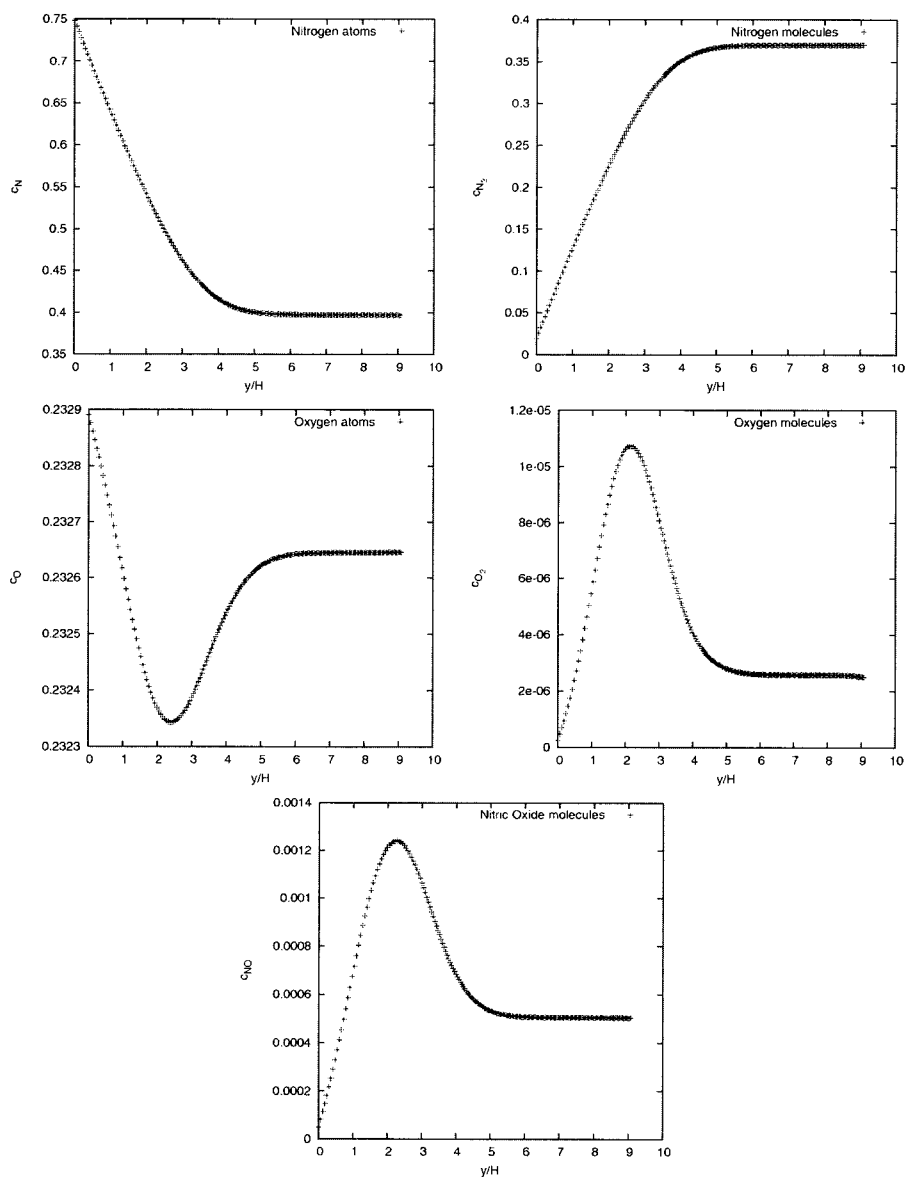 Nitrogen atoms +
0.75
0.7
0.65
0.6
0.55
0.5
0.45
0.4
0.35
c_N
0 1 2 3 4 5 6 7 8 9 10
y/H
Nitrogen molecules +
0.4
0.35
0.3
0.25
0.2
0.15
0.1
0.05
0
c_N2
0 1 2 3 4 5 6 7 8 9 10
y/H
Oxygen atoms +
0.2329
0.2328
0.2327
0.2326
0.2325
0.2324
0.2323
c_O
0 1 2 3 4 5 6 7 8 9 10
y/H
Oxygen molecules +
1.2e-05
1e-05
8e-06
6e-06
4e-06
2e-06
0
c_O2
0 1 2 3 4 5 6 7 8 9 10
y/H
Nitric Oxide molecules +
0.0014
0.0012
0.001
0.0008
0.0006
0.0004
0.0002
0
c_NO
0 1 2 3 4 5 6 7 8 9 10
y/H